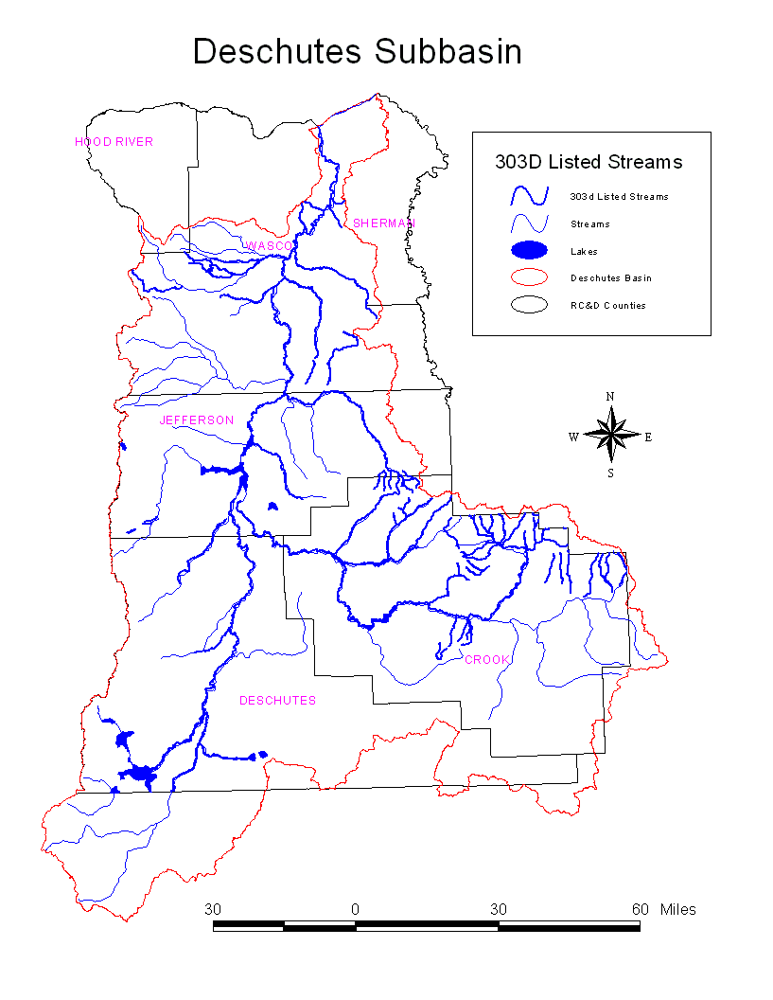 Deschutes Subbasin
HOOD RIVER
SHERMAN
WASCO
JEFFERSON
CROOK
DESCHUTES
303D Listed Streams
303d Listed Streams
Streams
Lakes
Deschutes Basin
RC&D Counties
N
W E
S
30 0 30 60 Miles